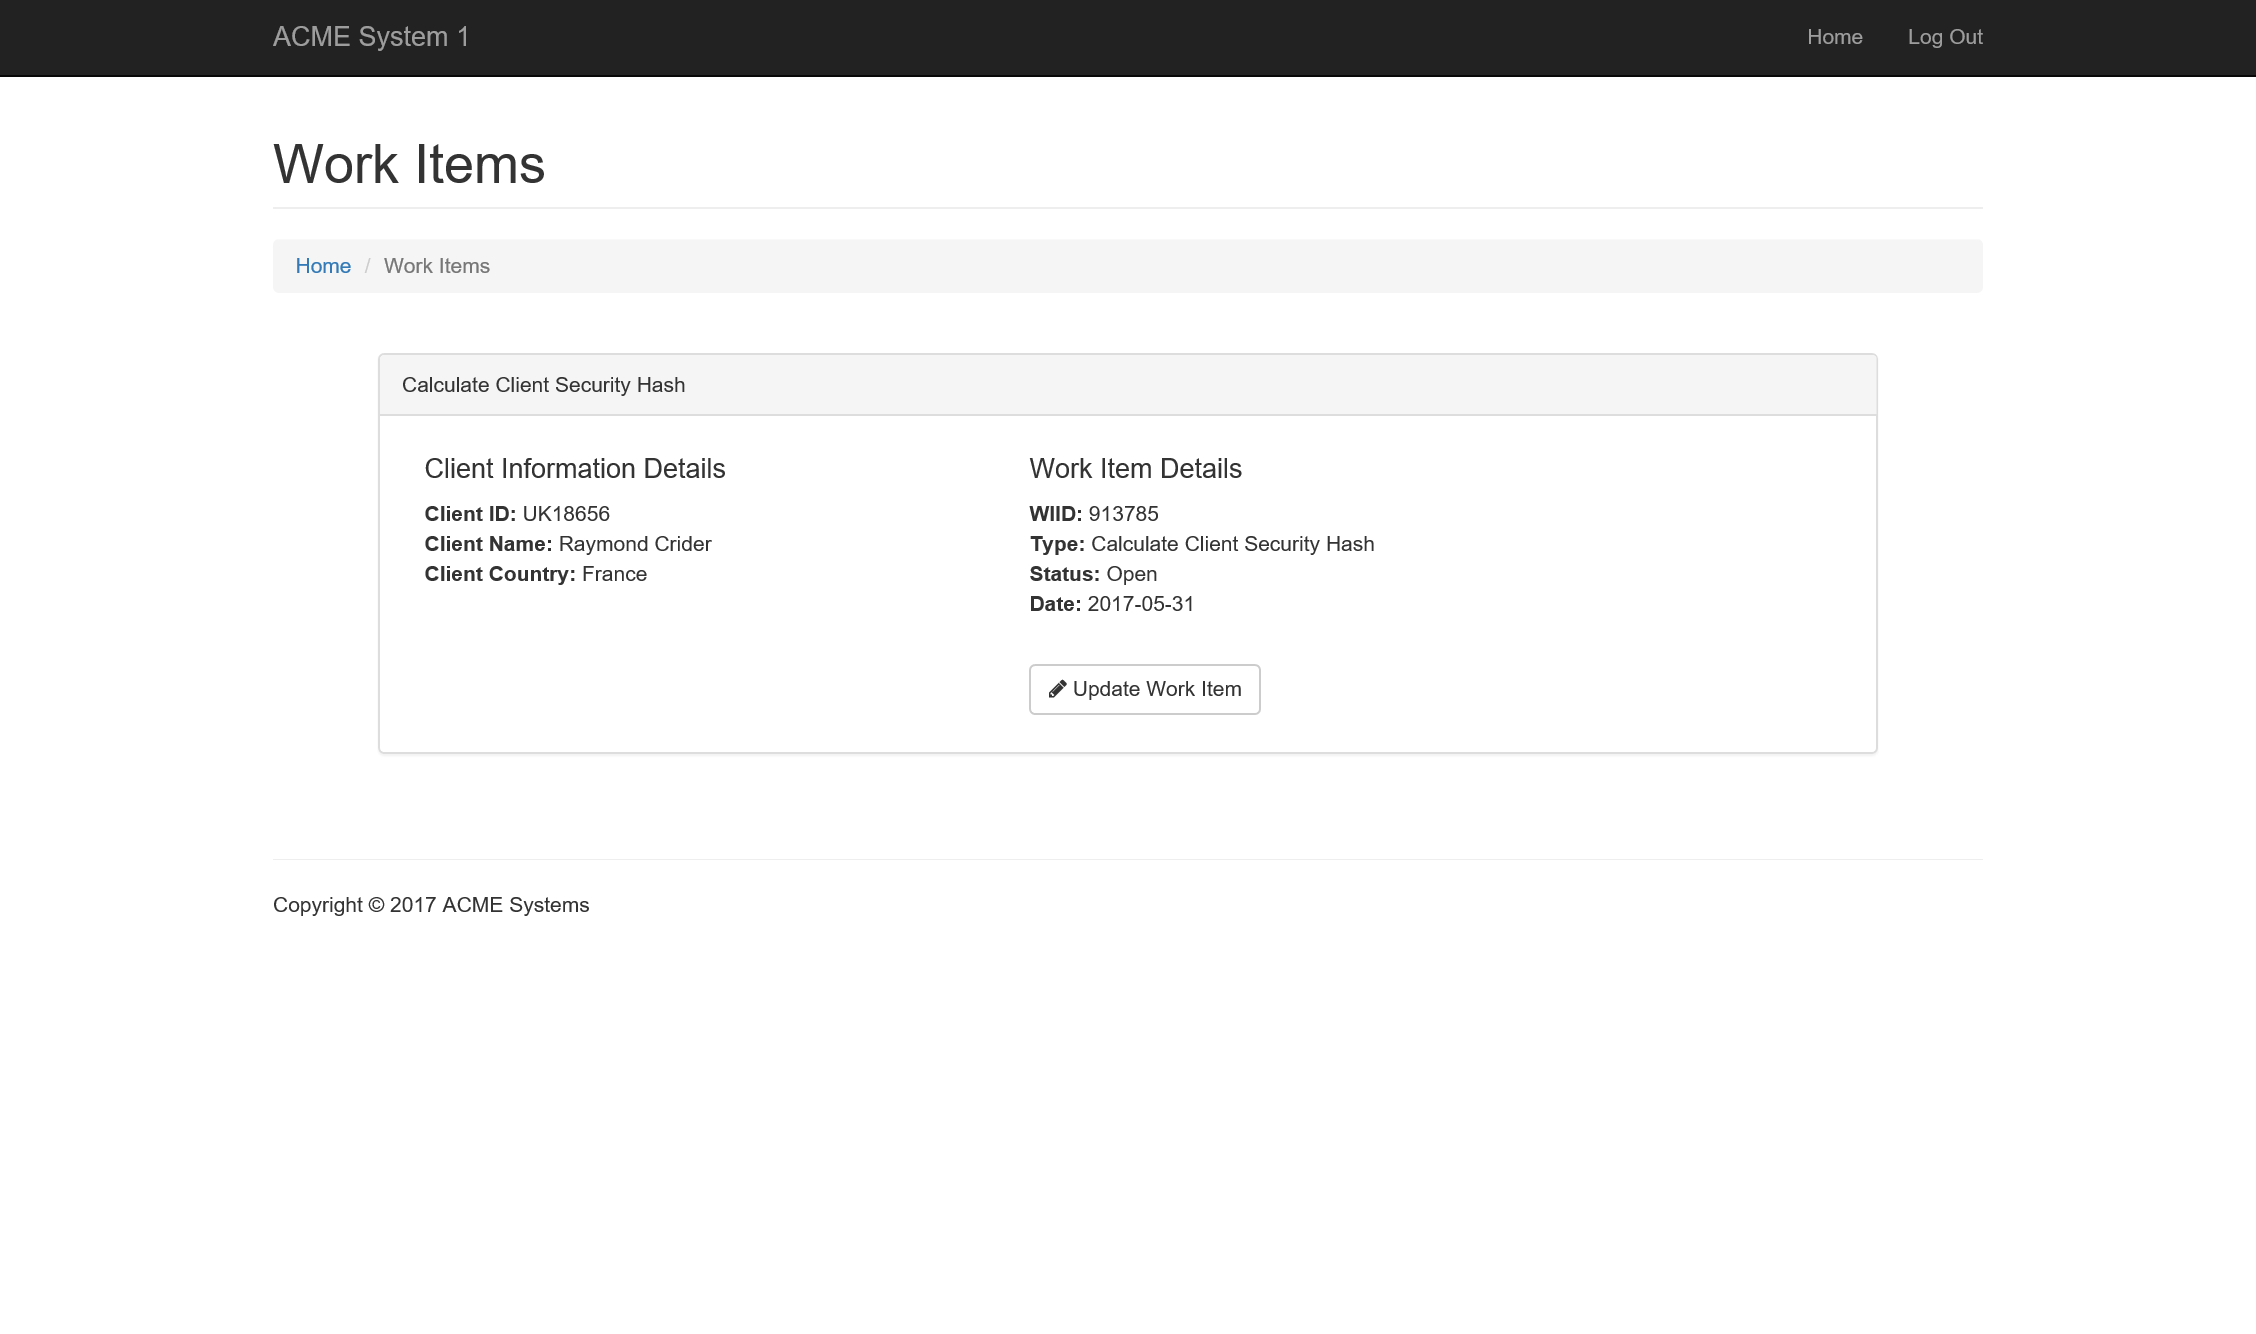 ACME System 1
Home
Log Out
Work Items
Home / Work Items
Calculate Client Security Hash
Client Information Details
Client ID: UK18656
Client Name: Raymond Crider
Client Country: France
Work Item Details
WIID: 913785
Type: Calculate Client Security Hash
Status: Open
Date: 2017-05-31
Update Work Item
Copyright © 2017 ACME Systems